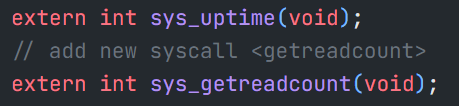 extern int sys_uptime(void);
// add new syscall <getreadcount>
extern int sys_getreadcount(void);